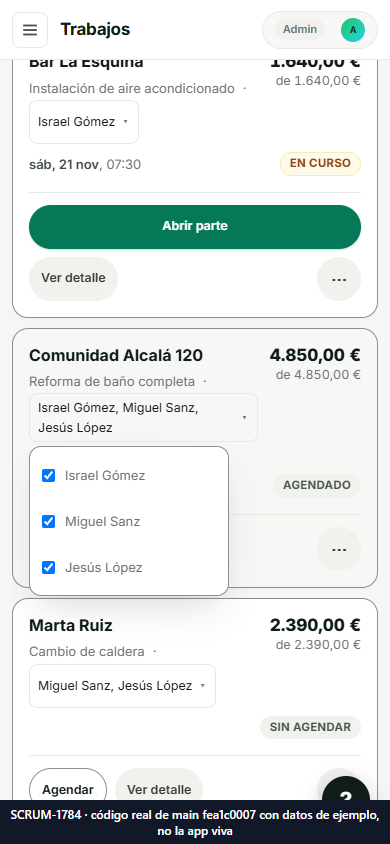 Trabajos
Admin
A
Bar La Esquina
1.640,00 €
Instalación de aire acondicionado ·
de 1.640,00 €
Israel Gómez
sáb, 21 nov, 07:30
EN CURSO
Abrir parte
Ver detalle
...
Comunidad Alcalá 120
4.850,00 €
Reforma de baño completa ·
de 4.850,00 €
Israel Gómez, Miguel Sanz,
Jesús López
Israel Gómez
AGENDADO
Miguel Sanz
...
Jesús López
Marta Ruiz
2.390,00 €
Cambio de caldera ·
de 2.390,00 €
Miguel Sanz, Jesús López
SIN AGENDAR
Agendar
Ver detalle
?
SCRUM-1784 · código real de main fea1c0007 con datos de ejemplo,
no la app viva